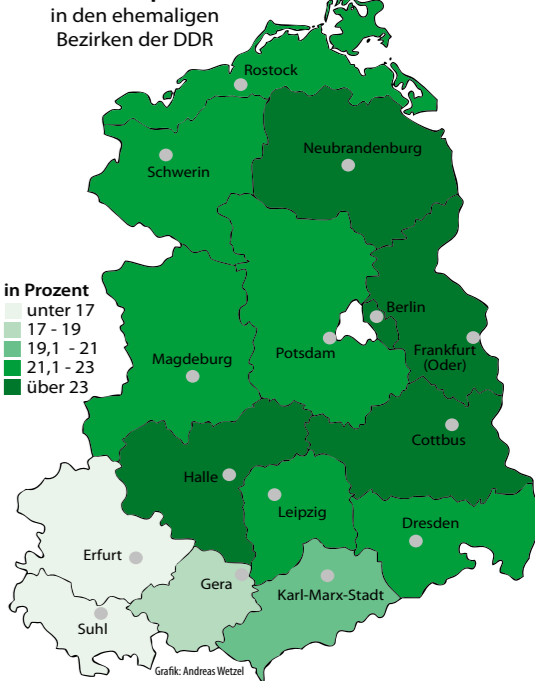 in den ehemaligen
Bezirken der DDR
Rostock
Neubrandenburg
Schwerin
in Prozent
unter 17
17 - 19
19,1 - 21
21,1 - 23
über 23
Berlin
Magdeburg
Potsdam
Frankfurt
(Oder)
Cottbus
Halle
Leipzig
Dresden
Erfurt
Gera
Karl-Marx-Stadt
Suhl
Grafik: Andreas Wetzel